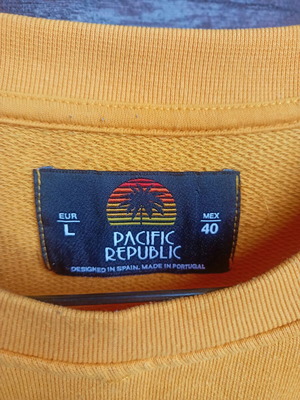 EUR
L
MEX
40
PACIFIC
REPUBLIC
DESIGNED IN SPAIN, MADE IN PORTUGAL